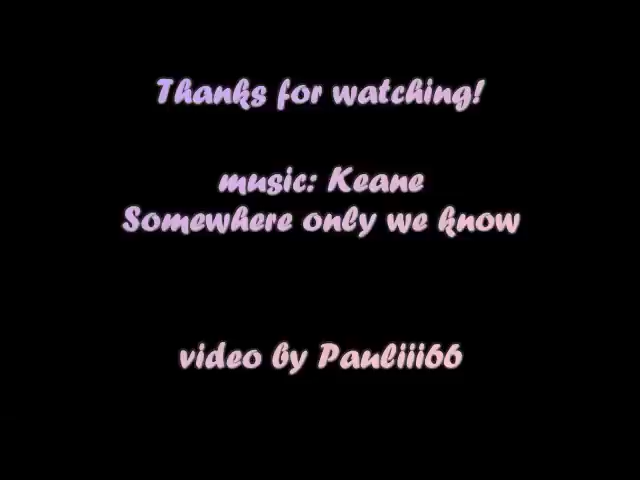 Thanks for watching!
music: Keane
Somewhere only we know
video by Pauliii66